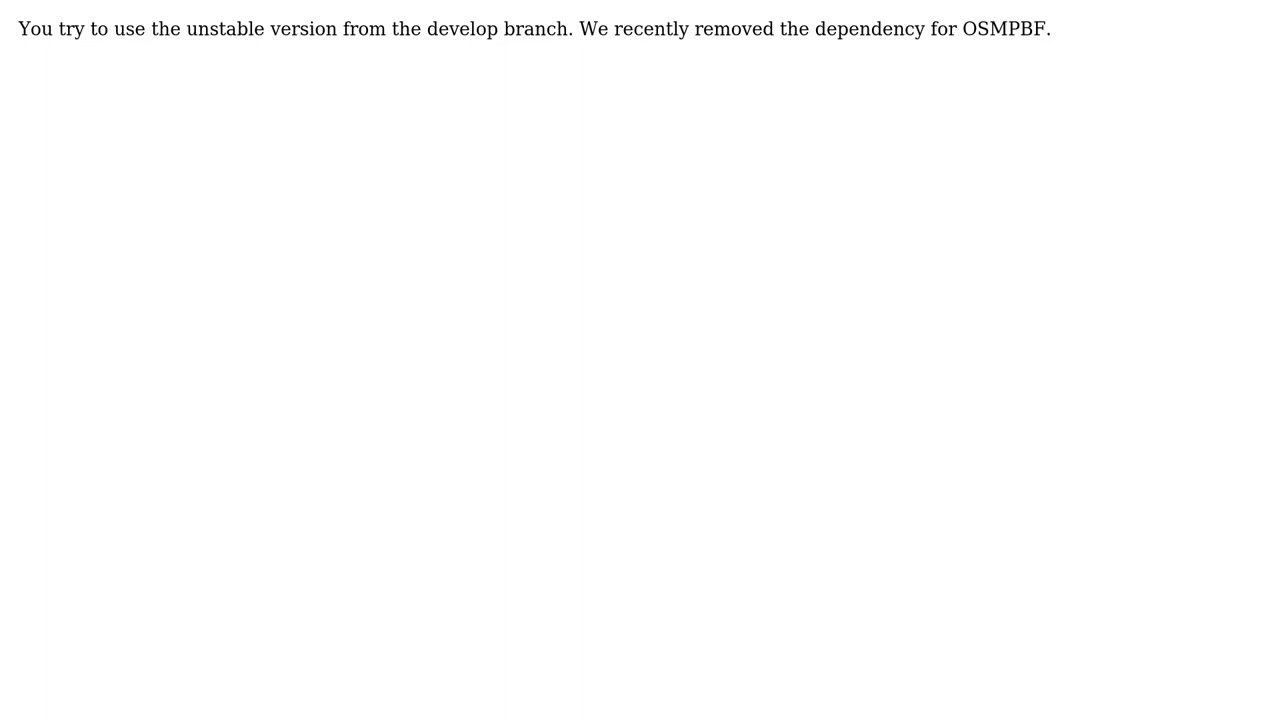 You try to use the unstable version from the develop branch. We recently removed the dependency for OSMPBF.